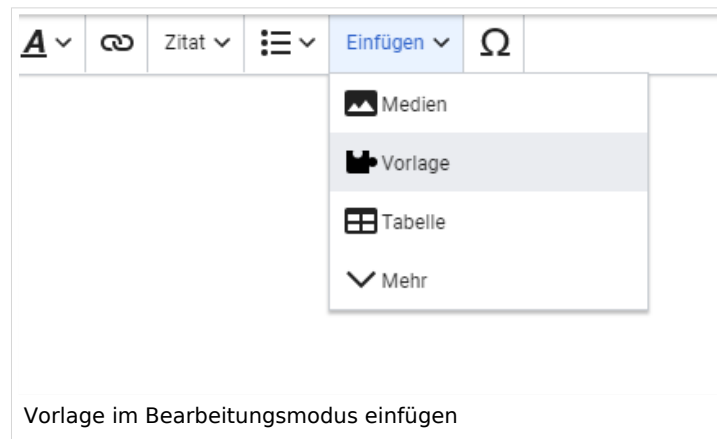 A Zitat Einfügen Ω
Medien
Vorlage
Tabelle
Mehr
Vorlage im Bearbeitungsmodus einfügen